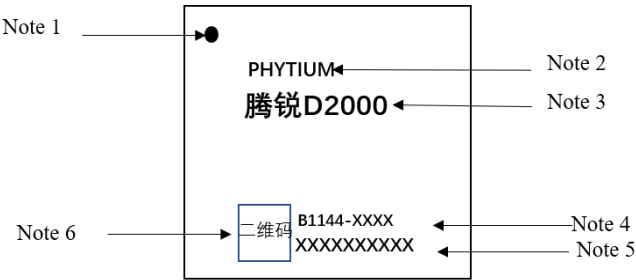 Note 1
PHYTIUM
Note 2
腾锐D2000
Note 3
Note 6
二维码
B1144-XXXX
Note 4
XXXXXXXXXX
Note 5